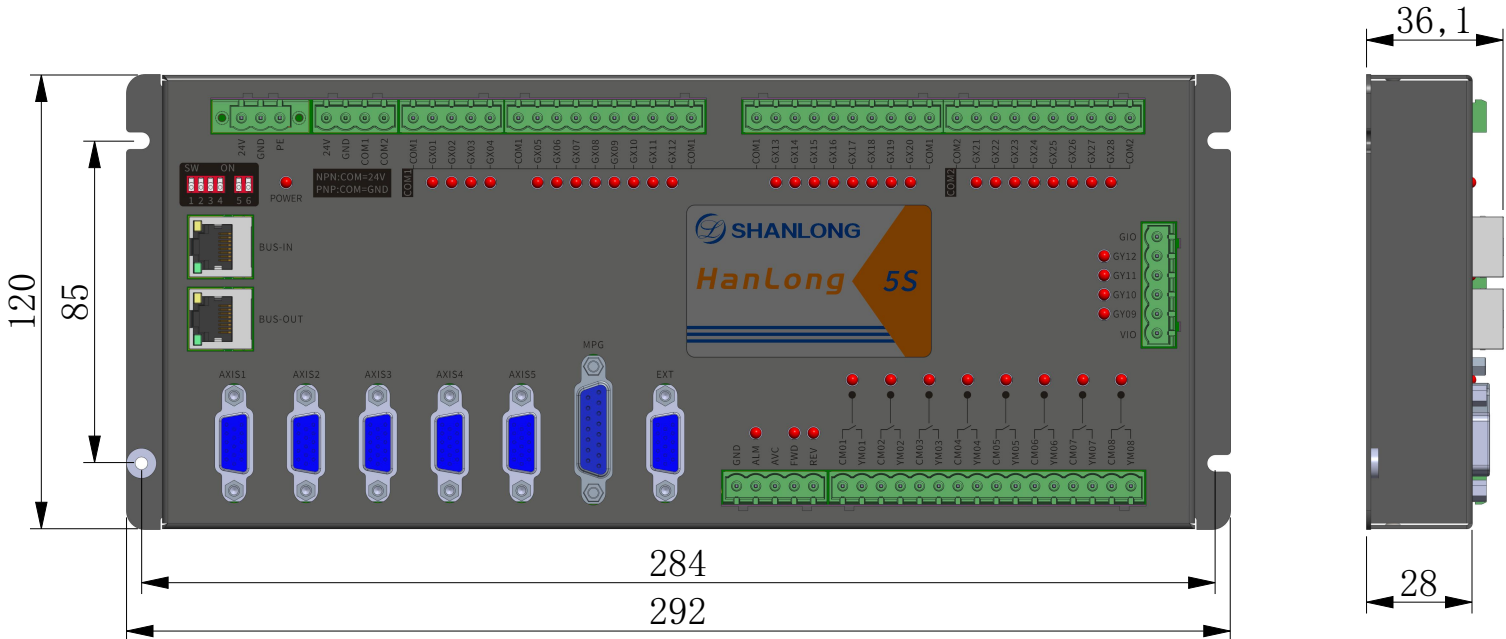 36,1
24V GND PE 24V GND COM1 COM2 COM1 GX01 GX02 GX03 GX04 COM1 GX05 GX06 GX07 GX08 GX09 GX10 GX11 GX12 COM1 COM1 GX13 GX14 GX15 GX16 GX17 GX18 GX19 GX20 COM1 COM2 GX21 GX22 GX23 GX24 GX25 GX26 GX27 GX28 COM2
SW ON
1 2 3 4 5 6
POWER
NPN:COM=24V
PNP:COM=GND
COM1
COM2
BUS-IN
BUS-OUT
SHANLONG
HanLong 5S
GIO
GY12
GY11
GY10
GY09
VIO
120
85
AXIS1 AXIS2 AXIS3 AXIS4 AXIS5 MPG EXT
GND ALM AVC FWD REV CM01 YM01 CM02 YM02 CM03 YM03 CM04 YM04 CM05 YM05 CM06 YM06 CM07 YM07 CM08 YM08
284
292
28